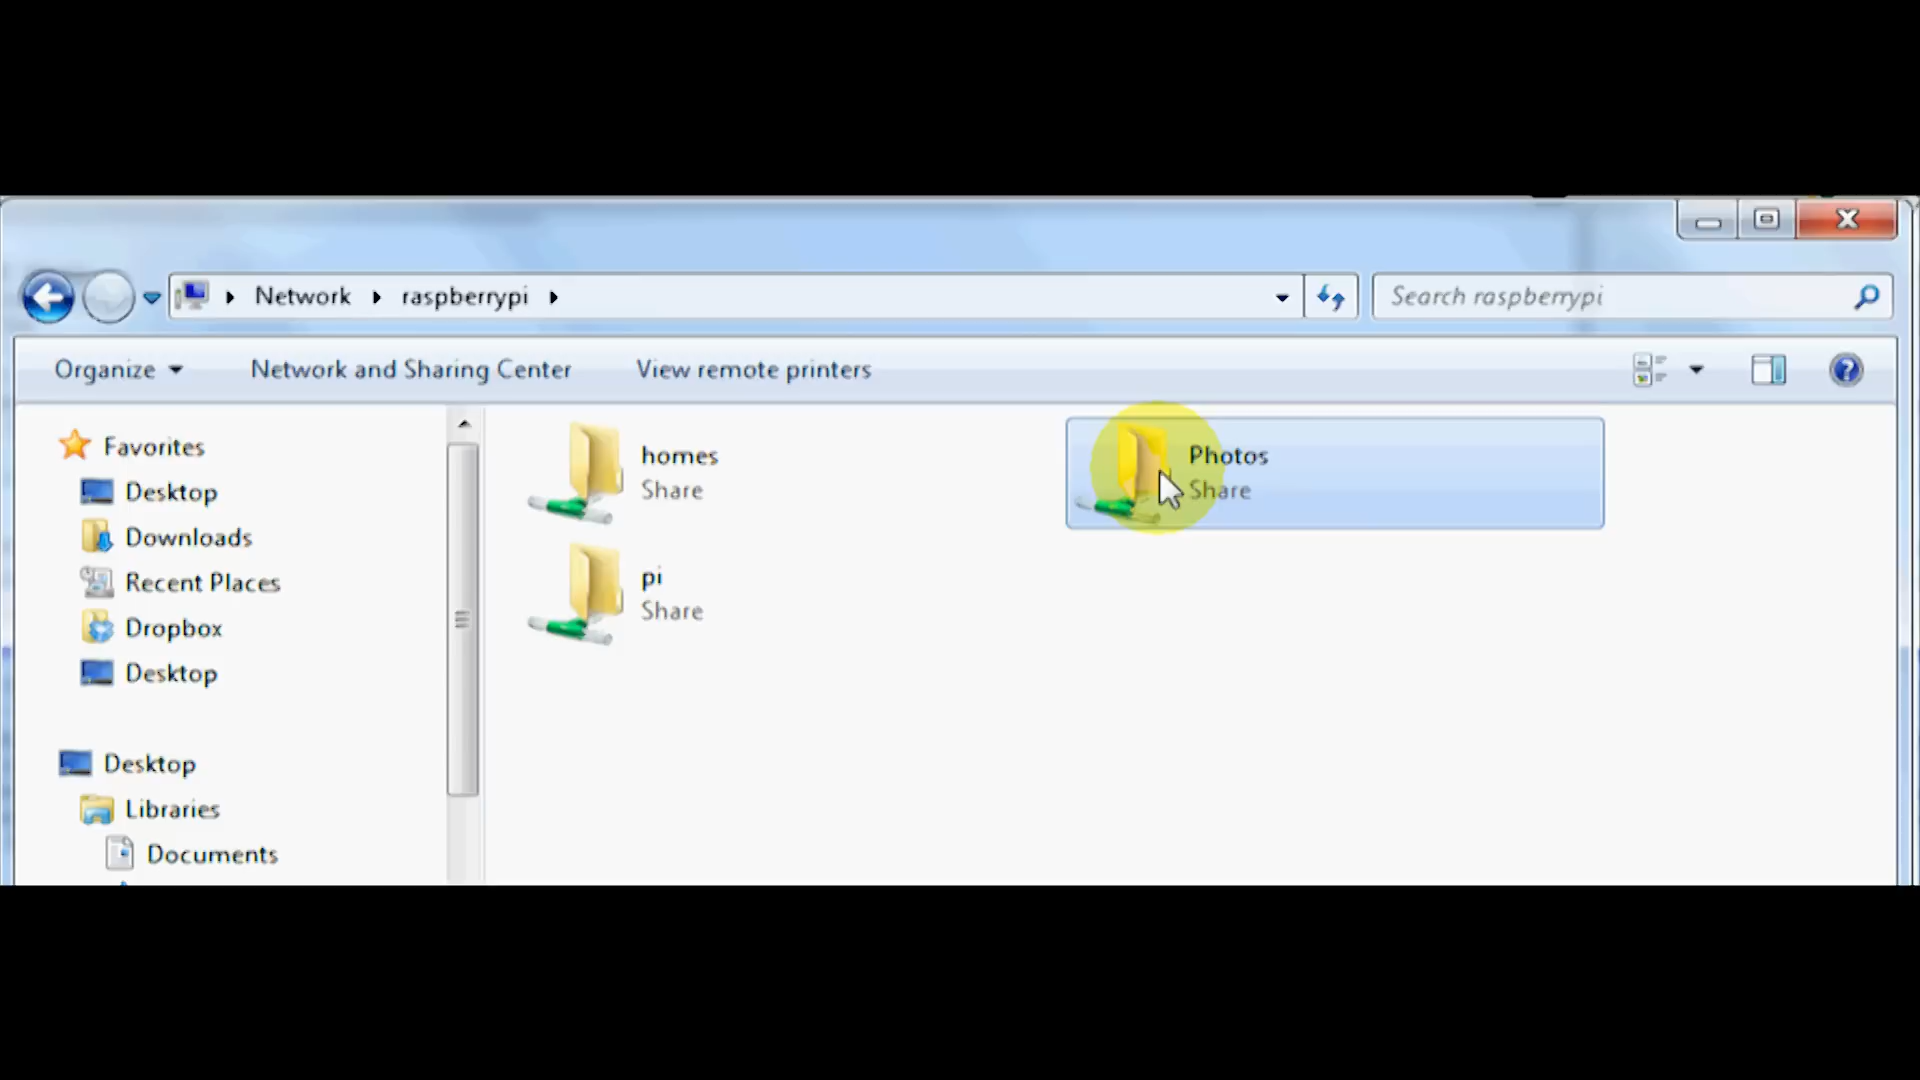 Network raspberrypi
Search raspberrypi
Organize
Network and Sharing Center
View remote printers
Favorites
Desktop
Downloads
Recent Places
Dropbox
Desktop
Desktop
Libraries
Documents
homes
Share
Photos
Share
pi
Share